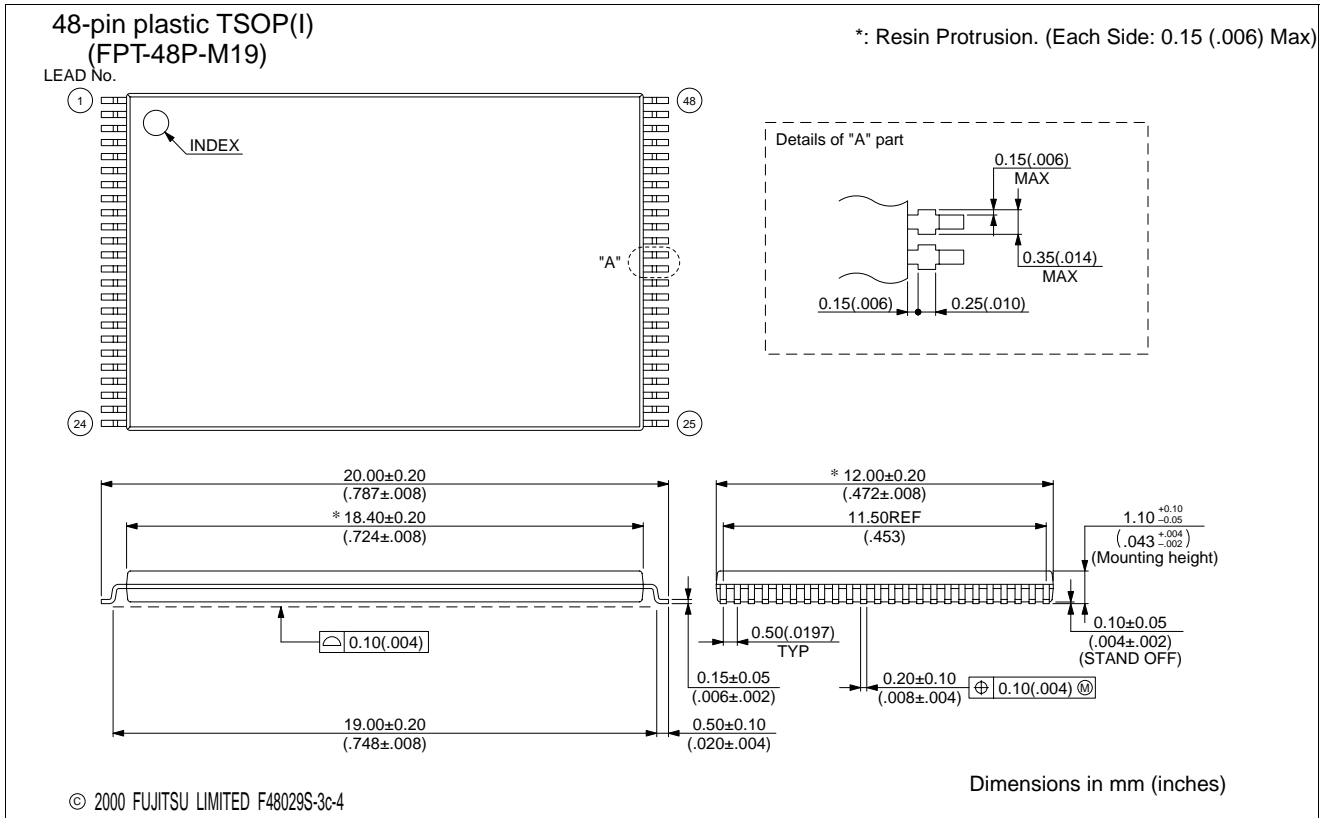 48-pin plastic TSOP(I)
(FPT-48P-M19)
*: Resin Protrusion. (Each Side: 0.15 (.006) Max)
LEAD No.
1
48
INDEX
"A"
24
25
Details of "A" part
0.15(.006)
MAX
0.35(.014)
MAX
0.15(.006)
0.25(.010)
20.00±0.20
(.787±.008)
* 18.40±0.20
(.724±.008)
0.10(.004)
19.00±0.20
(.748±.008)
0.50±0.10
(.020±.004)
0.15±0.05
(.006±.002)
* 12.00±0.20
(.472±.008)
11.50REF
(.453)
1.10 +0.10 –0.05
(.043 +.004 –.002)
(Mounting height)
0.50(.0197)
TYP
0.20±0.10
(.008±.004)
⌖ 0.10(.004) Ⓜ
0.10±0.05
(.004±.002)
(STAND OFF)
© 2000 FUJITSU LIMITED F48029S-3c-4
Dimensions in mm (inches)